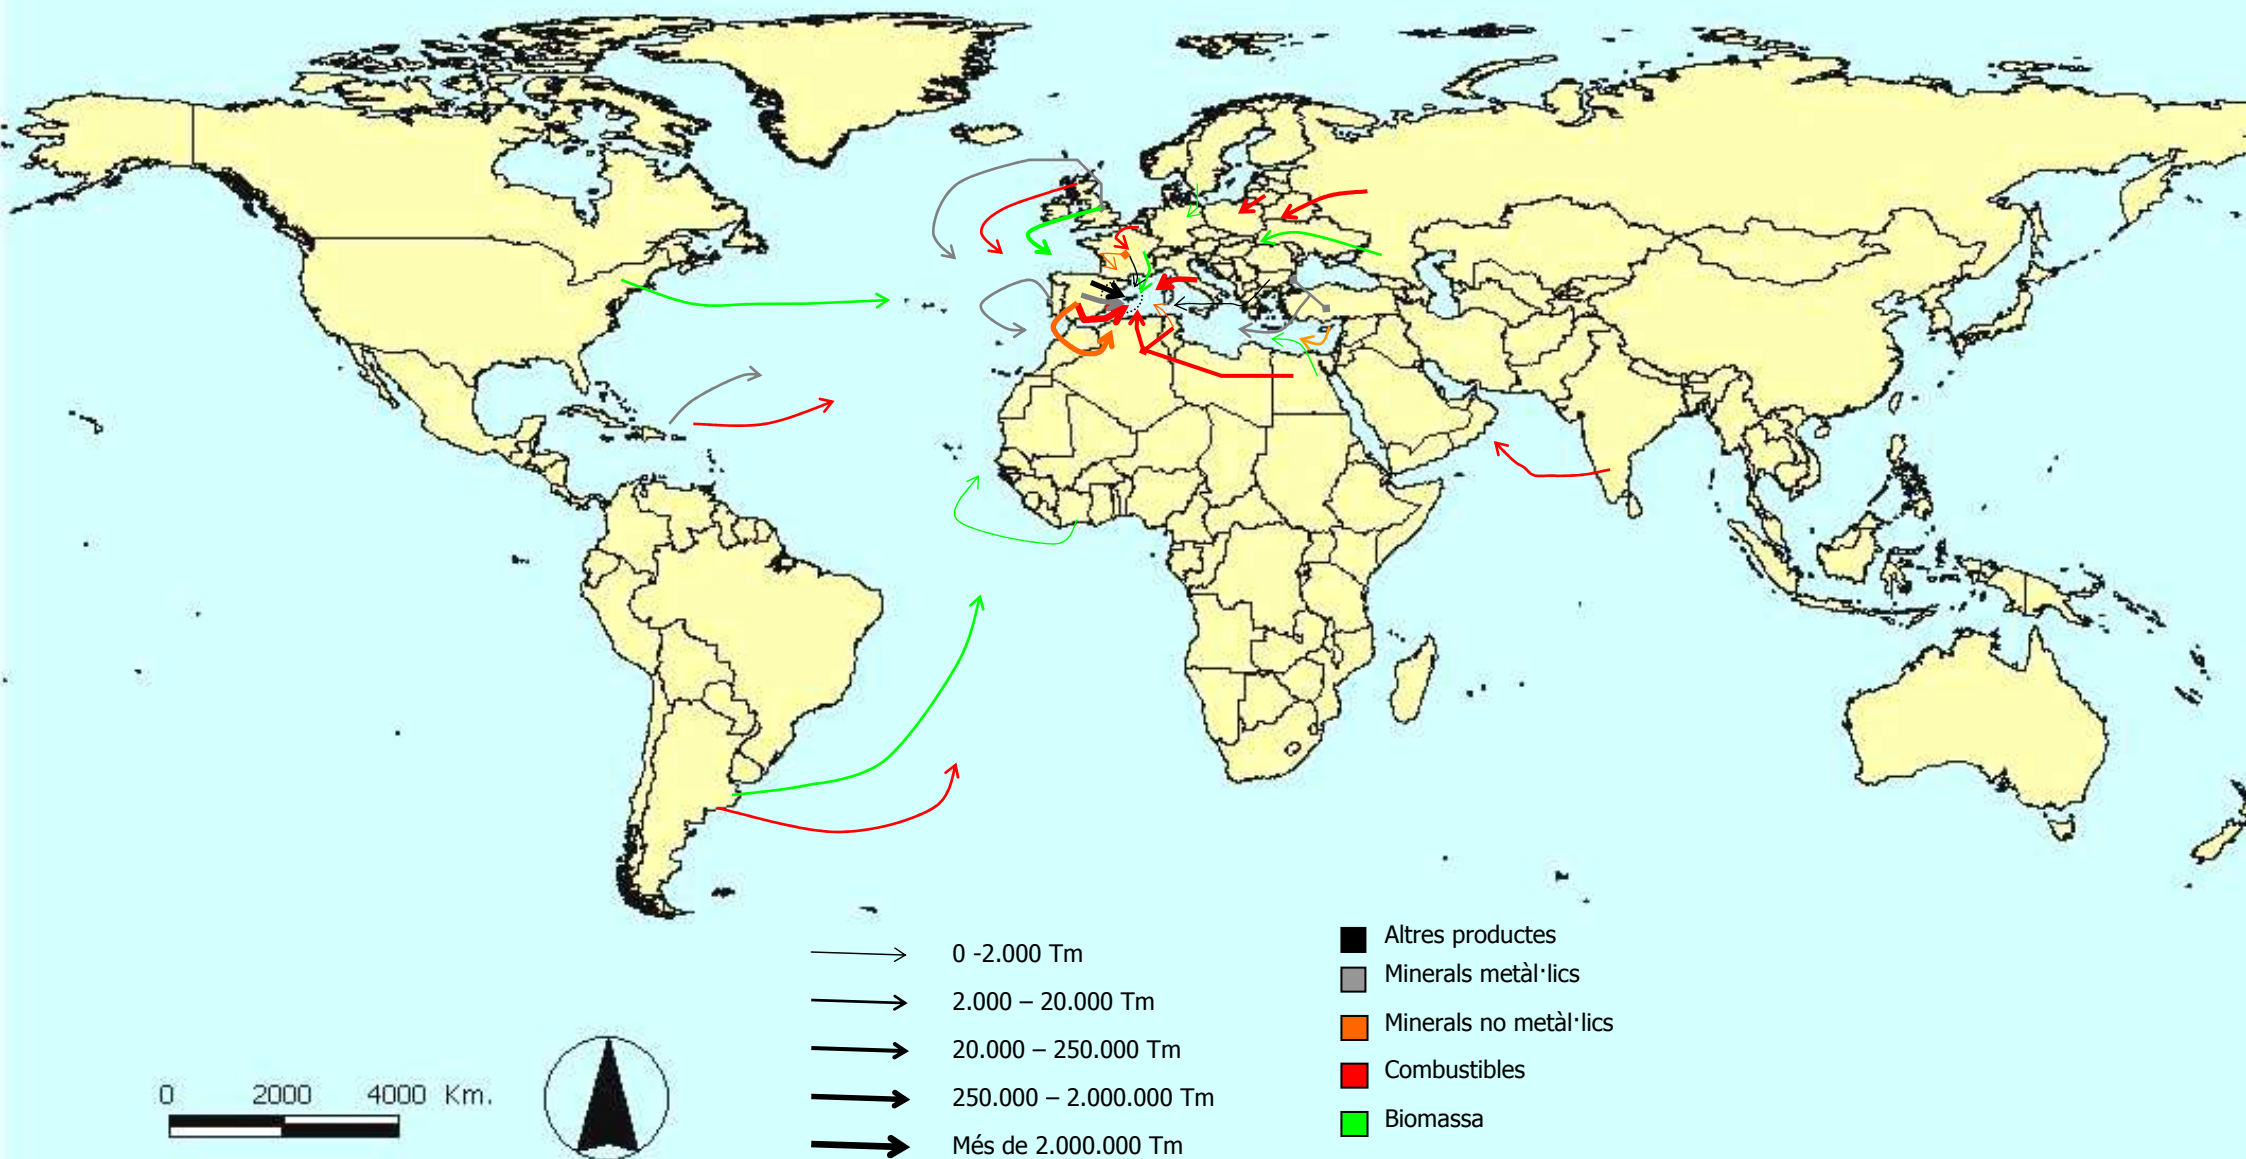 0 -2.000 Tm
2.000 – 20.000 Tm
20.000 – 250.000 Tm
250.000 – 2.000.000 Tm
Més de 2.000.000 Tm
Altres productes
Minerals metàl·lics
Minerals no metàl·lics
Combustibles
Biomassa
0 2000 4000 Km.